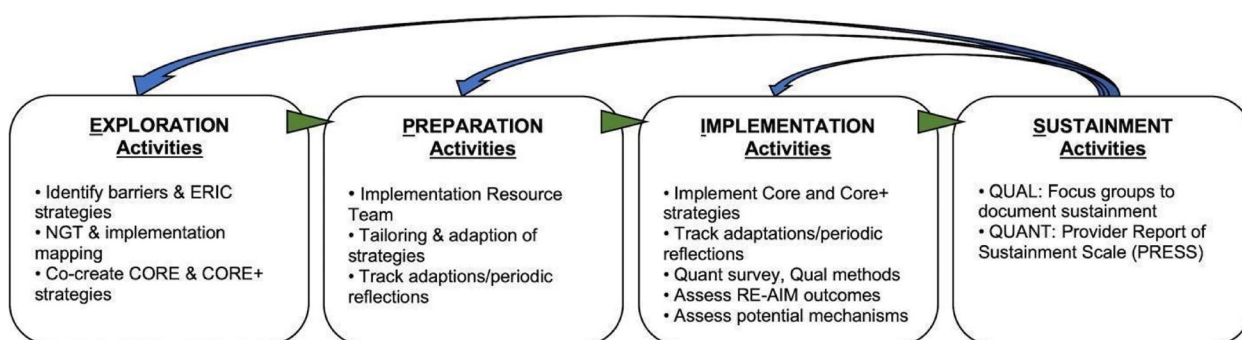 EXPLORATION
Activities
• Identify barriers & ERIC
strategies
• NGT & implementation
mapping
• Co-create CORE & CORE+
strategies
PREPARATION
Activities
• Implementation Resource
Team
• Tailoring & adaption of
strategies
• Track adaptions/periodic
reflections
IMPLEMENTATION
Activities
• Implement Core and Core+
strategies
• Track adaptations/periodic
reflections
• Quant survey, Qual methods
• Assess RE-AIM outcomes
• Assess potential mechanisms
SUSTAINMENT
Activities
• QUAL: Focus groups to
document sustainment
• QUANT: Provider Report of
Sustainment Scale (PRESS)